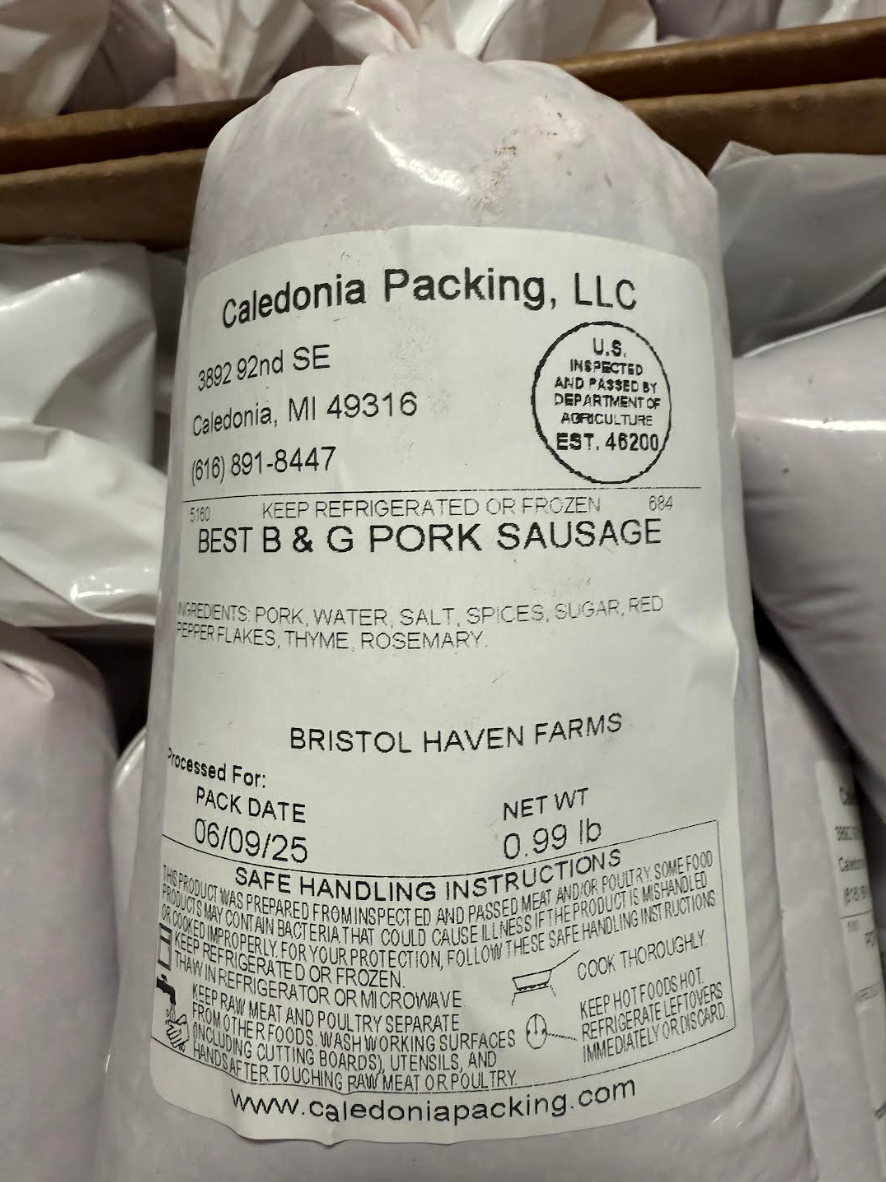 Caledonia Packing, LLC
3892 92nd SE
Caledonia, MI 49316
(616) 891-8447
U.S.
INSPECTED
AND PASSED BY
DEPARTMENT OF
AGRICULTURE
EST. 46200
5160 KEEP REFRIGERATED OR FROZEN 684
BEST B & G PORK SAUSAGE
INGREDIENTS: PORK, WATER, SALT, SPICES, SUGAR, RED
PEPPER FLAKES, THYME, ROSEMARY.
BRISTOL HAVEN FARMS
Processed For:
PACK DATE
06/09/25
NET WT
0.99 lb
SAFE HANDLING INSTRUCTIONS
THIS PRODUCT WAS PREPARED FROM INSPECTED AND PASSED MEAT AND/OR POULTRY. SOME FOOD
PRODUCTS MAY CONTAIN BACTERIA THAT COULD CAUSE ILLNESS IF THE PRODUCT IS MISHANDLED
OR COOKED IMPROPERLY. FOR YOUR PROTECTION, FOLLOW THESE SAFE HANDLING INSTRUCTIONS
KEEP REFRIGERATED OR FROZEN.
THAW IN REFRIGERATOR OR MICROWAVE.
KEEP RAW MEAT AND POULTRY SEPARATE
FROM OTHER FOODS. WASH WORKING SURFACES
(INCLUDING CUTTING BOARDS), UTENSILS, AND
HANDS AFTER TOUCHING RAW MEAT OR POULTRY.
COOK THOROUGHLY.
KEEP HOT FOODS HOT.
REFRIGERATE LEFTOVERS
IMMEDIATELY OR DISCARD.
www.caledoniapacking.com